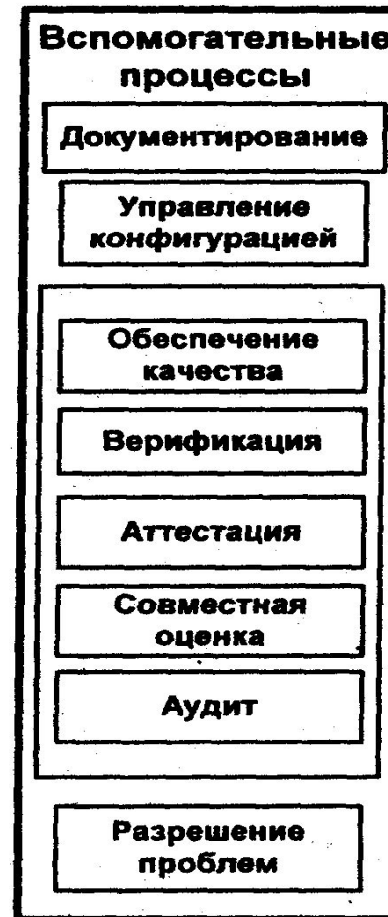 Вспомогательные
процессы
Документирование
Управление
конфигурацией
Обеспечение
качества
Верификация
Аттестация
Совместная
оценка
Аудит
Разрешение
проблем